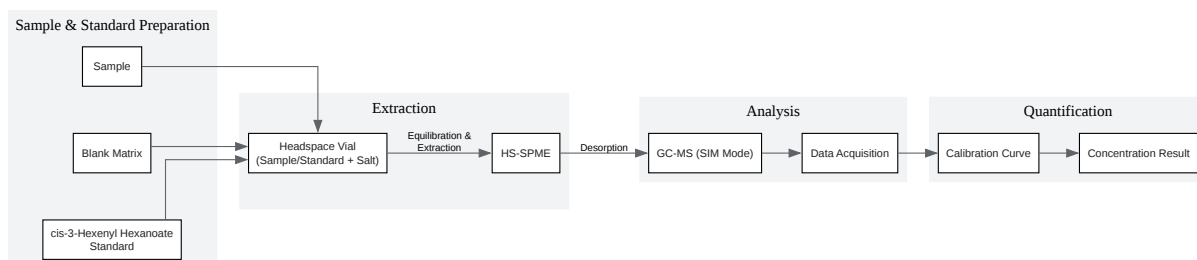 Sample & Standard Preparation
Sample
Blank Matrix
cis-3-Hexenyl Hexanoate
Standard
Extraction
Headspace Vial
(Sample/Standard + Salt)
Equilibration &
Extraction
HS-SPME
Desorption
Analysis
GC-MS (SIM Mode)
Data Acquisition
Quantification
Calibration Curve
Concentration Result